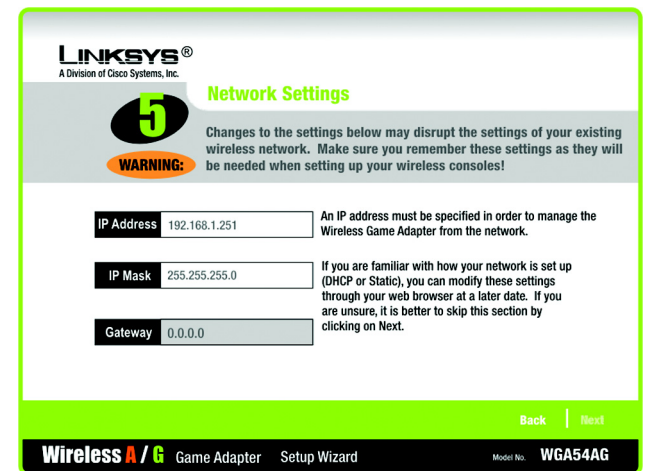 LINKSYS®
A Division of Cisco Systems, Inc.
Network Settings
5
WARNING:
Changes to the settings below may disrupt the settings of your existing
wireless network. Make sure you remember these settings as they will
be needed when setting up your wireless consoles!
IP Address 192.168.1.251
An IP address must be specified in order to manage the
Wireless Game Adapter from the network.
IP Mask 255.255.255.0
If you are familiar with how your network is set up
(DHCP or Static), you can modify these settings
through your web browser at a later date. If you
are unsure, it is better to skip this section by
clicking on Next.
Gateway 0.0.0.0
Back Next
Wireless A / G Game Adapter Setup Wizard Model No. WGA54AG